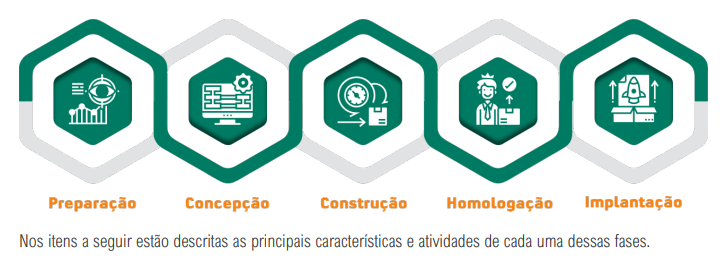 Preparação Concepção Construção Homologação Implantação
Nos itens a seguir estão descritas as principais características e atividades de cada uma dessas fases.